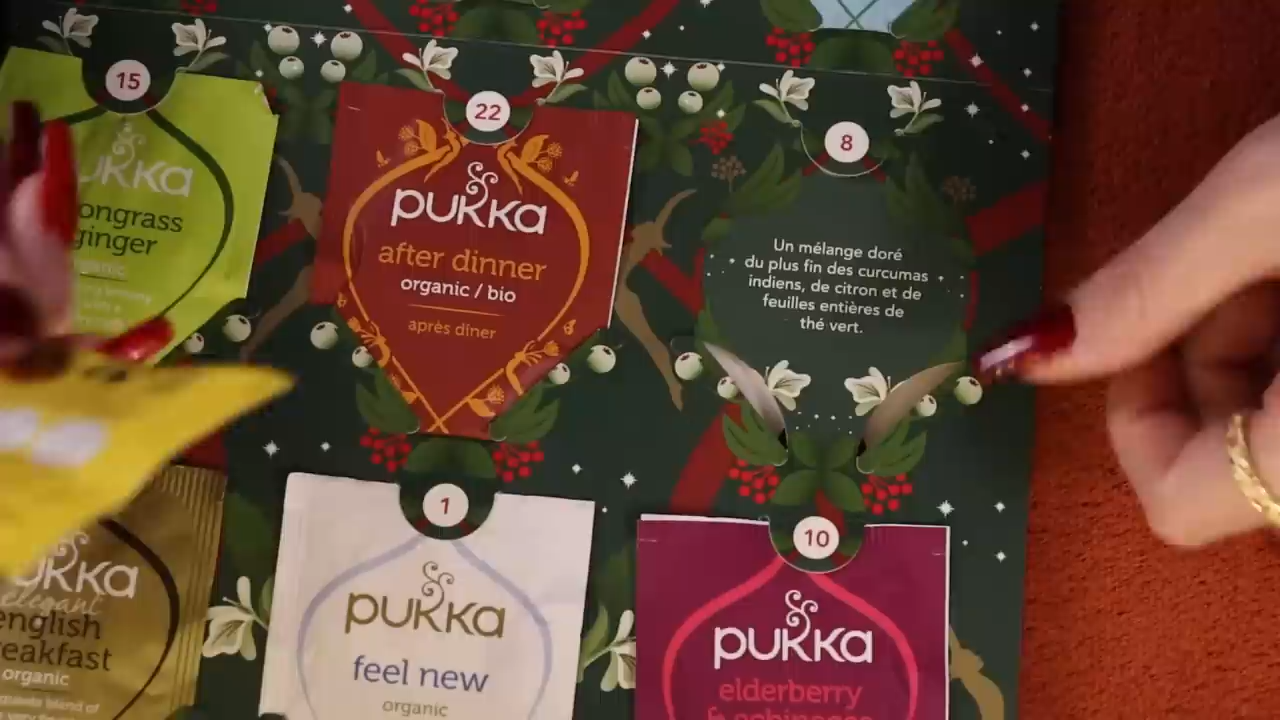 15
ukka
ongrass
ginger
22
pukka
after dinner
organic / bio
après dîner
8
Un mélange doré
du plus fin des curcumas
indiens, de citron et de
feuilles entières de
thé vert.
ukka
elegant
english
reakfast
organic
1
pukka
feel new
organic
10
pukka
elderberry